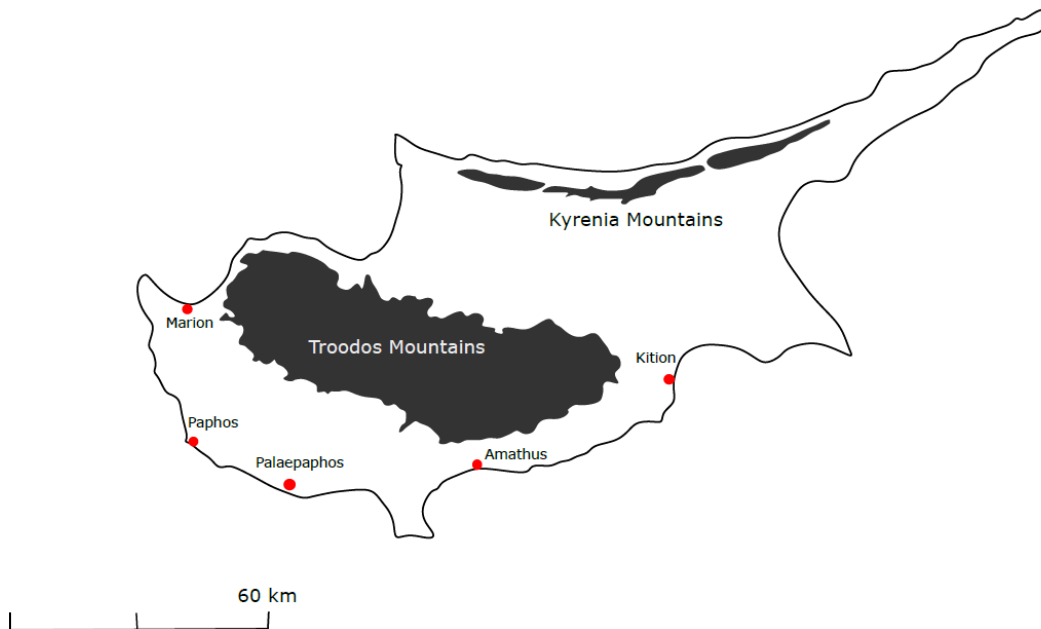 Kyrenia Mountains
Marion
Troodos Mountains
Kition
Paphos
Amathus
Palaepaphos
60 km